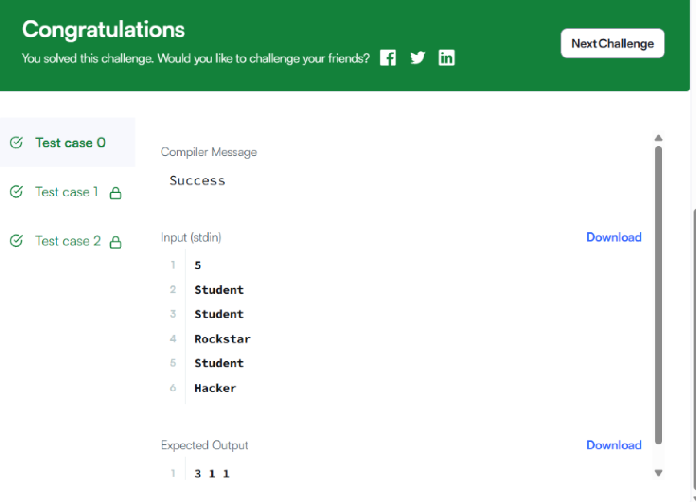 Congratulations
You solved this challenge. Would you like to challenge your friends?
Next Challenge
Test case 0
Test case 1
Test case 2
Compiler Message
Success
Input (stdin)
Download
1 5
2 Student
3 Student
4 Rockstar
5 Student
6 Hacker
Expected Output
Download
1 3 1 1